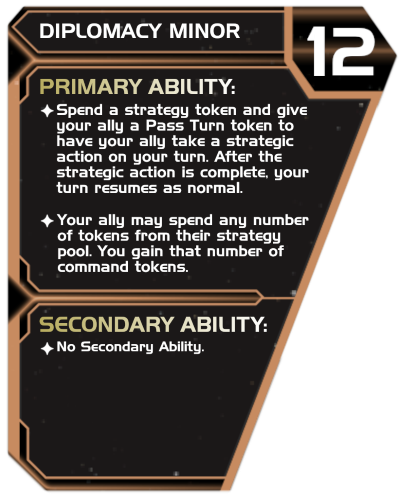 DIPLOMACY MINOR
12
PRIMARY ABILITY:
Spend a strategy token and give
your ally a Pass Turn token to
have your ally take a strategic
action on your turn. After the
strategic action is complete, your
turn resumes as normal.
Your ally may spend any number
of tokens from their strategy
pool. You gain that number of
command tokens.
SECONDARY ABILITY:
No Secondary Ability.